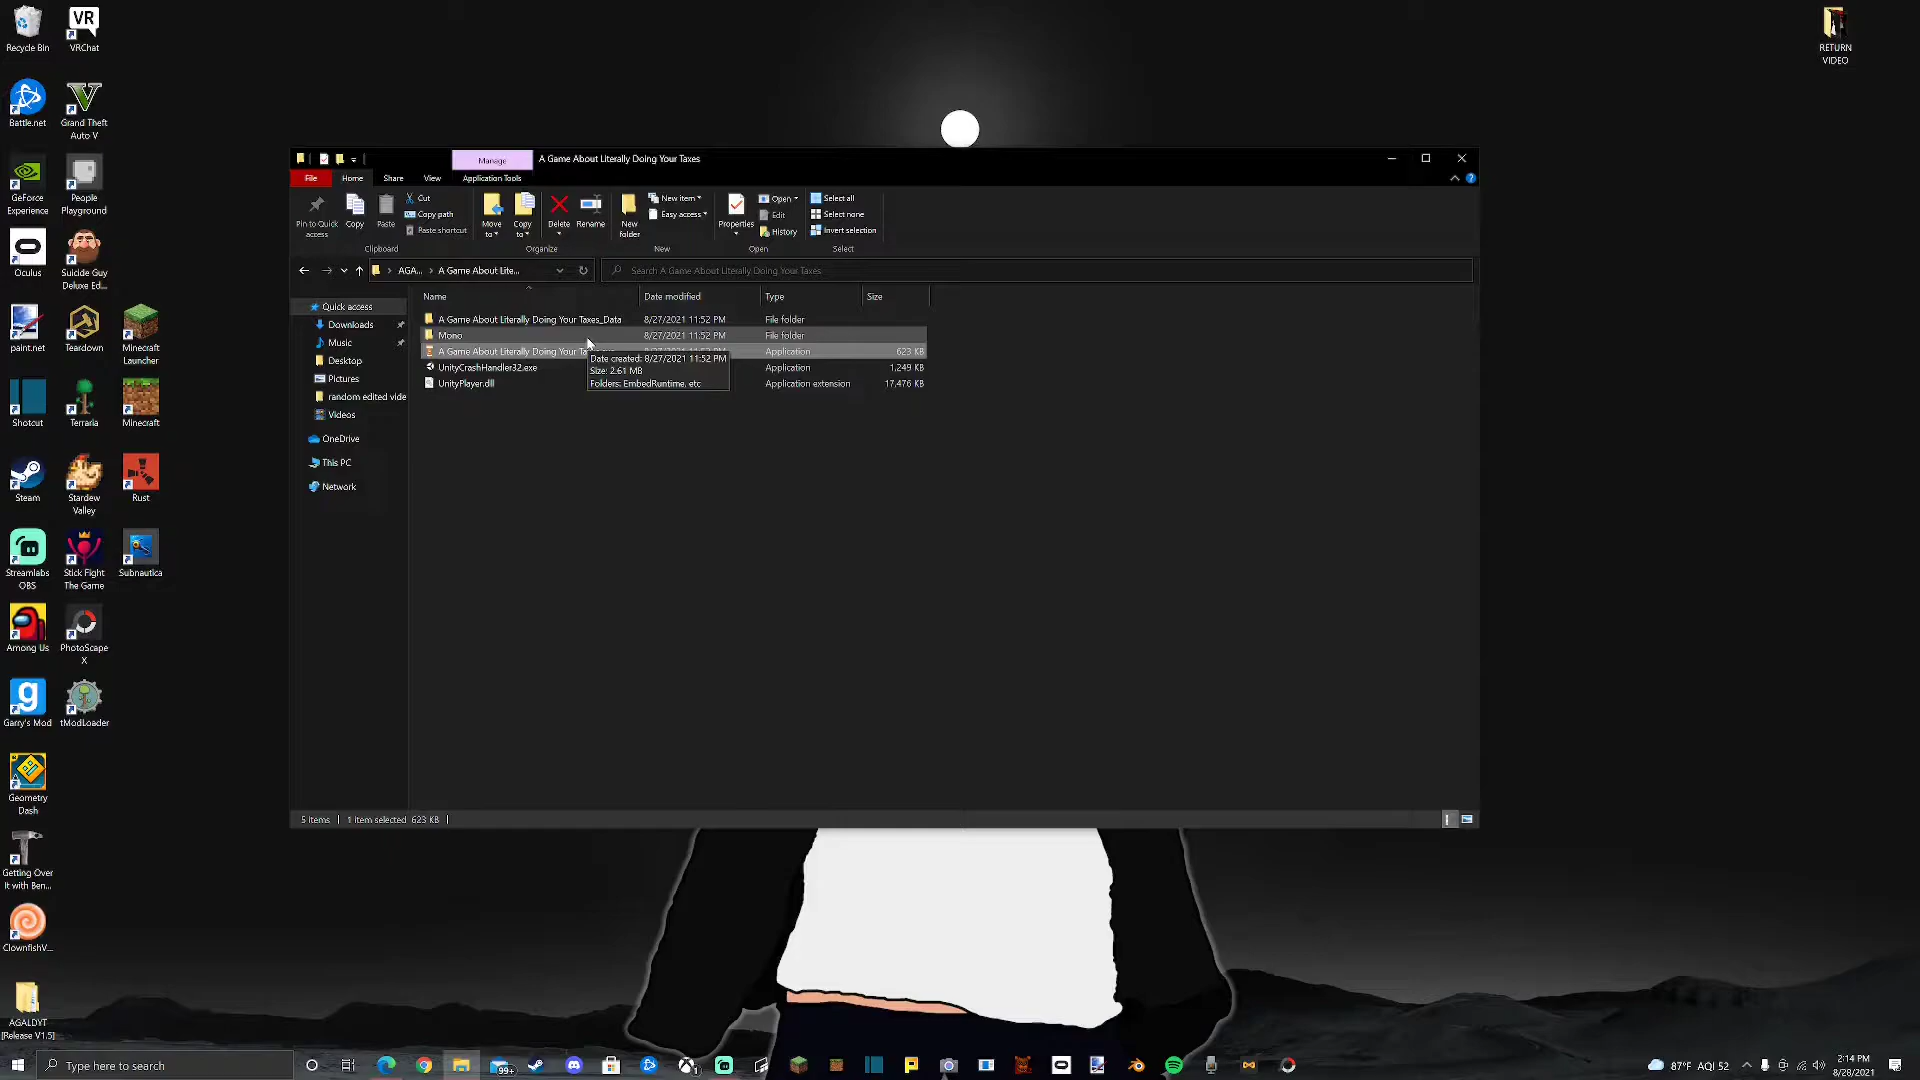 Recycle Bin
VRChat
RETURN
VIDEO
Battle.net
Grand Theft
Auto V
GeForce
Experience
People
Playground
Oculus
Suicide Guy
Deluxe Ed...
paint.net
Teardown
Minecraft
Launcher
Shotcut
Terraria
Minecraft
Steam
Stardew
Valley
Rust
Streamlabs
OBS
Stick Fight
The Game
Subnautica
Among Us
PhotoScape
X
Garry's Mod
tModLoader
Geometry
Dash
Getting Over
It with Ben...
ClownfishV...
AGALDYT
[Release V1.5]
Manage
A Game About Literally Doing Your Taxes
File
Home
Share
View
Application Tools
Pin to Quick
access
Copy
Paste
Cut
Copy path
Paste shortcut
Clipboard
Move
to
Copy
to
Delete
Rename
Organize
New
folder
New item
Easy access
New
Properties
Open
Edit
History
Open
Select all
Select none
Invert selection
Select
AGA... > A Game About Lite...
Search A Game About Literally Doing Your Taxes
Name
Date modified
Type
Size
A Game About Literally Doing Your Taxes_Data 8/27/2021 11:52 PM File folder
Mono 8/27/2021 11:52 PM File folder
A Game About Literally Doing Your Application 623 KB
UnityCrashHandler32.exe Application 1,249 KB
UnityPlayer.dll Application extension 17,476 KB
Date created: 8/27/2021 11:52 PM
Size: 2.61 MB
Folders: EmbedRuntime, etc
Quick access
Downloads
Music
Desktop
Pictures
random edited vide
Videos
OneDrive
This PC
Network
5 items
1 item selected 623 KB
Type here to search
99+
87°F AQI 52
2:14 PM
8/28/2021